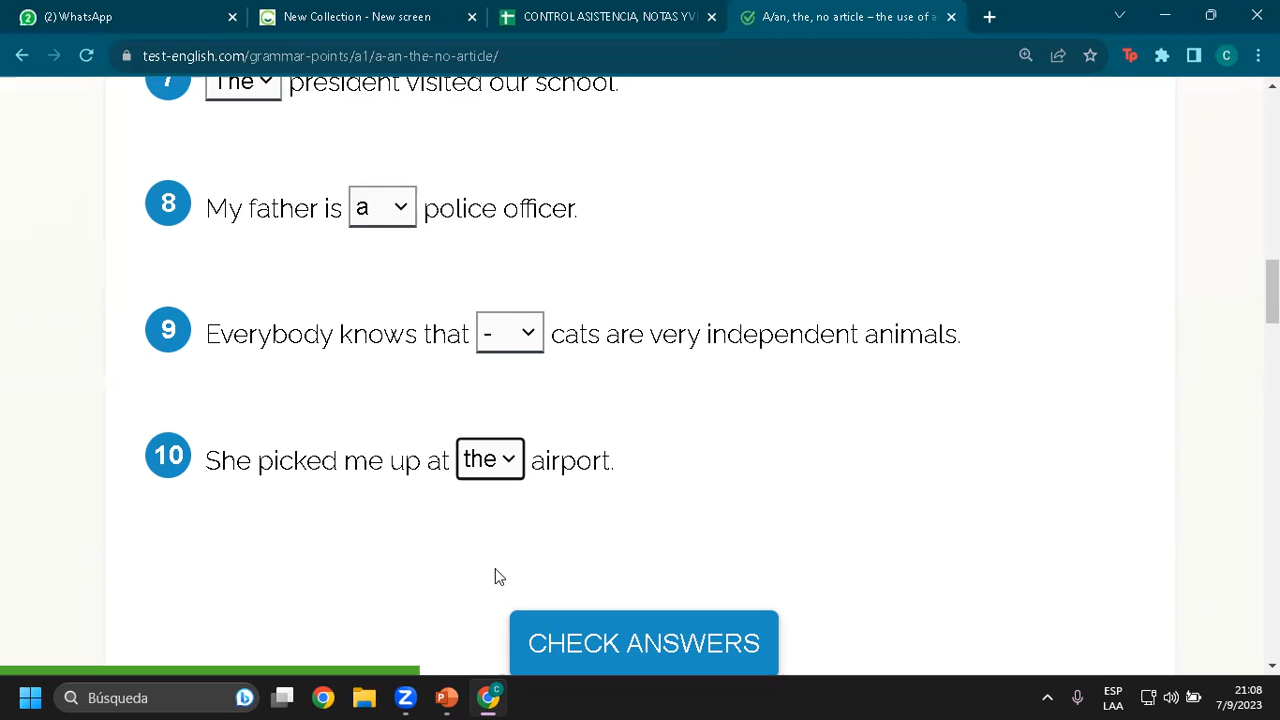 (2) WhatsApp
New Collection - New screen
CONTROL ASISTENCIA, NOTAS Y VI
A/an, the, no article – the use of a
test-english.com/grammar-points/a1/a-an-the-no-article/
Tp
C
7 The president visited our school.
8 My father is a police officer.
9 Everybody knows that - cats are very independent animals.
10 She picked me up at the airport.
CHECK ANSWERS
Búsqueda
ESP
LAA
21:08
7/9/2023